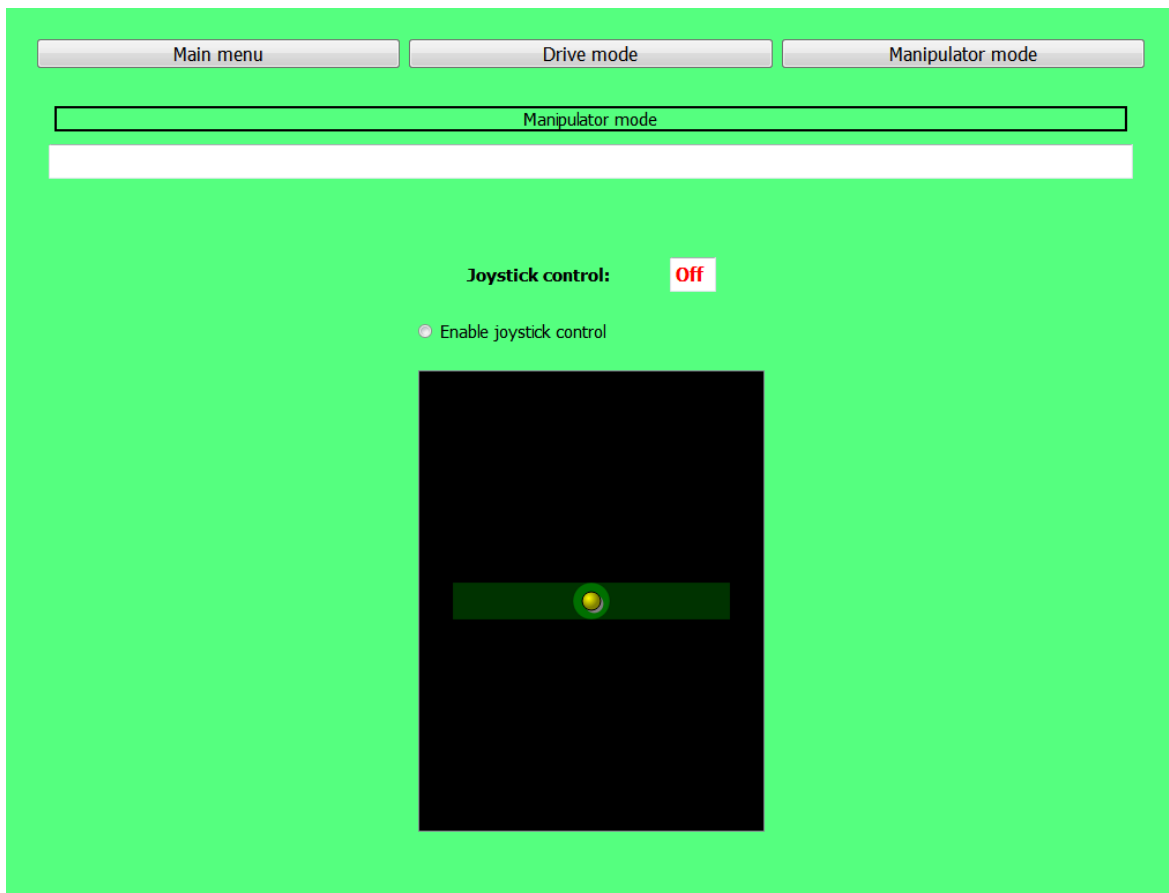 Main menu
Drive mode
Manipulator mode
Manipulator mode
Joystick control:
Off
Enable joystick control